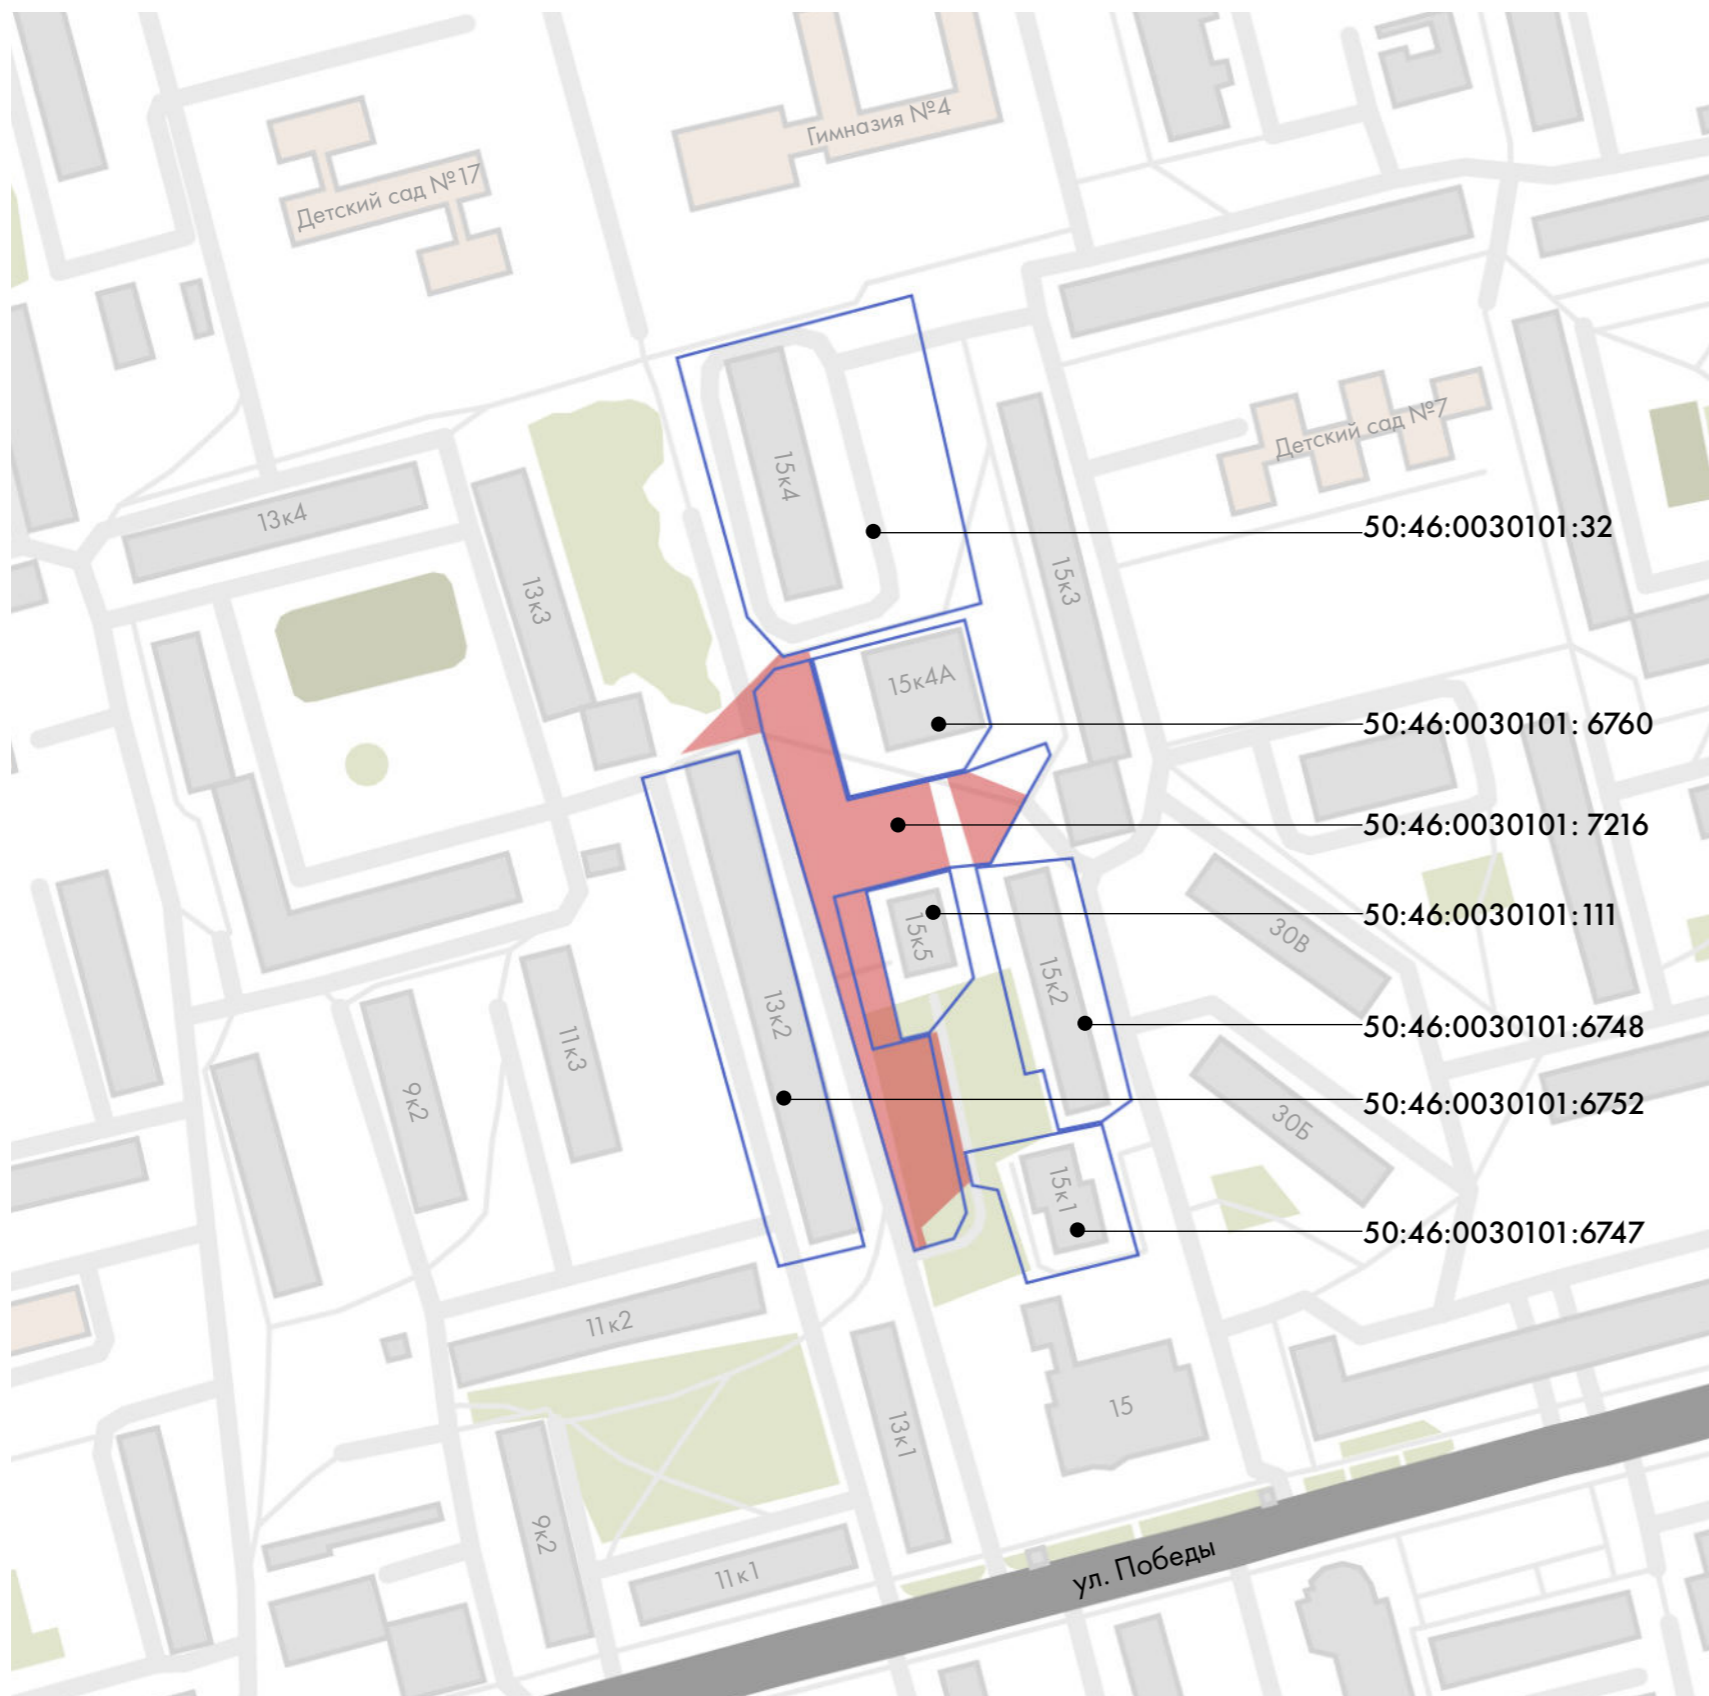 Гимназия №4
Детский сад №17
Детский сад №7
15к4
13к4
50:46:0030101:32
15к3
13к3
15к4А
50:46:0030101: 6760
50:46:0030101: 7216
50:46:0030101:111
15к5
30В
15к2
13к2
50:46:0030101:6748
11к3
9к2
50:46:0030101:6752
30Б
15к1
50:46:0030101:6747
11к2
15
13к1
9к2
ул. Победы
11к1